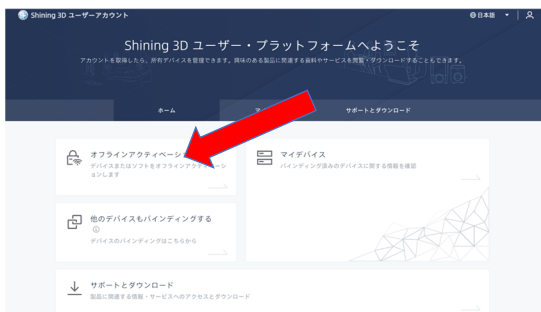 Shining 3D ユーザーアカウント
日本語
Shining 3D ユーザー・プラットフォームへようこそ
アカウントを取得したら、所有デバイスを管理できます。興味のある製品に関連する資料やサービスを閲覧・ダウンロードすることもできます。
ホーム
サポートとダウンロード
オフラインアクティベーシ
デバイスまたはソフトをオフラインアクティベーシ
ョンします
マイデバイス
バインディング済みのデバイスに関する情報を確認
他のデバイスもバインディングする
デバイスのバインディングはこちらから
サポートとダウンロード
製品に関連する情報・サービスへのアクセスとダウンロード